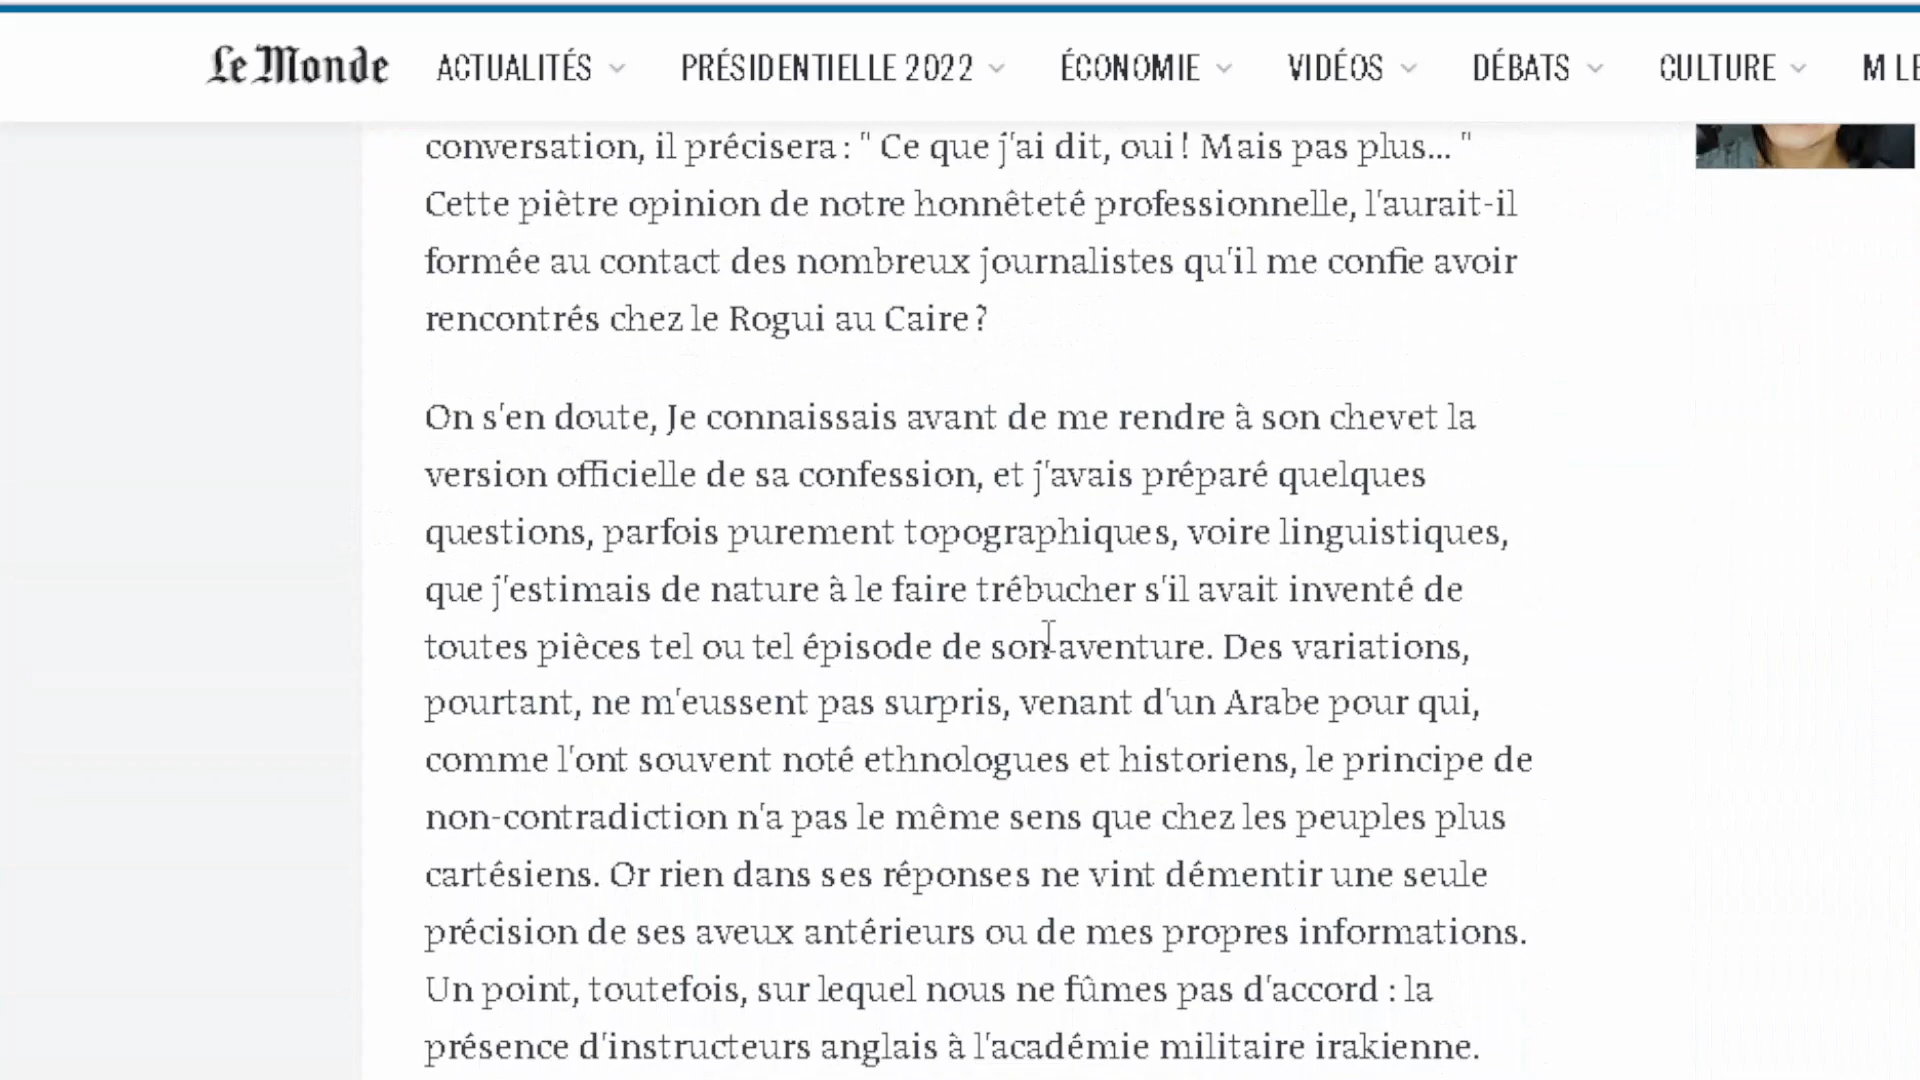 Le Monde ACTUALITÉS PRÉSIDENTIELLE 2022 ÉCONOMIE VIDÉOS DÉBATS CULTURE M LE
conversation, il précisera : " Ce que j'ai dit, oui ! Mais pas plus... "
Cette piètre opinion de notre honnêteté professionnelle, l'aurait-il
formée au contact des nombreux journalistes qu'il me confie avoir
rencontrés chez le Rogui au Caire ?
On s'en doute, Je connaissais avant de me rendre à son chevet la
version officielle de sa confession, et j'avais préparé quelques
questions, parfois purement topographiques, voire linguistiques,
que j'estimais de nature à le faire trébucher s'il avait inventé de
toutes pièces tel ou tel épisode de son aventure. Des variations,
pourtant, ne m'eussent pas surpris, venant d'un Arabe pour qui,
comme l'ont souvent noté ethnologues et historiens, le principe de
non-contradiction n'a pas le même sens que chez les peuples plus
cartésiens. Or rien dans ses réponses ne vint démentir une seule
précision de ses aveux antérieurs ou de mes propres informations.
Un point, toutefois, sur lequel nous ne fûmes pas d'accord : la
présence d'instructeurs anglais à l'académie militaire irakienne.